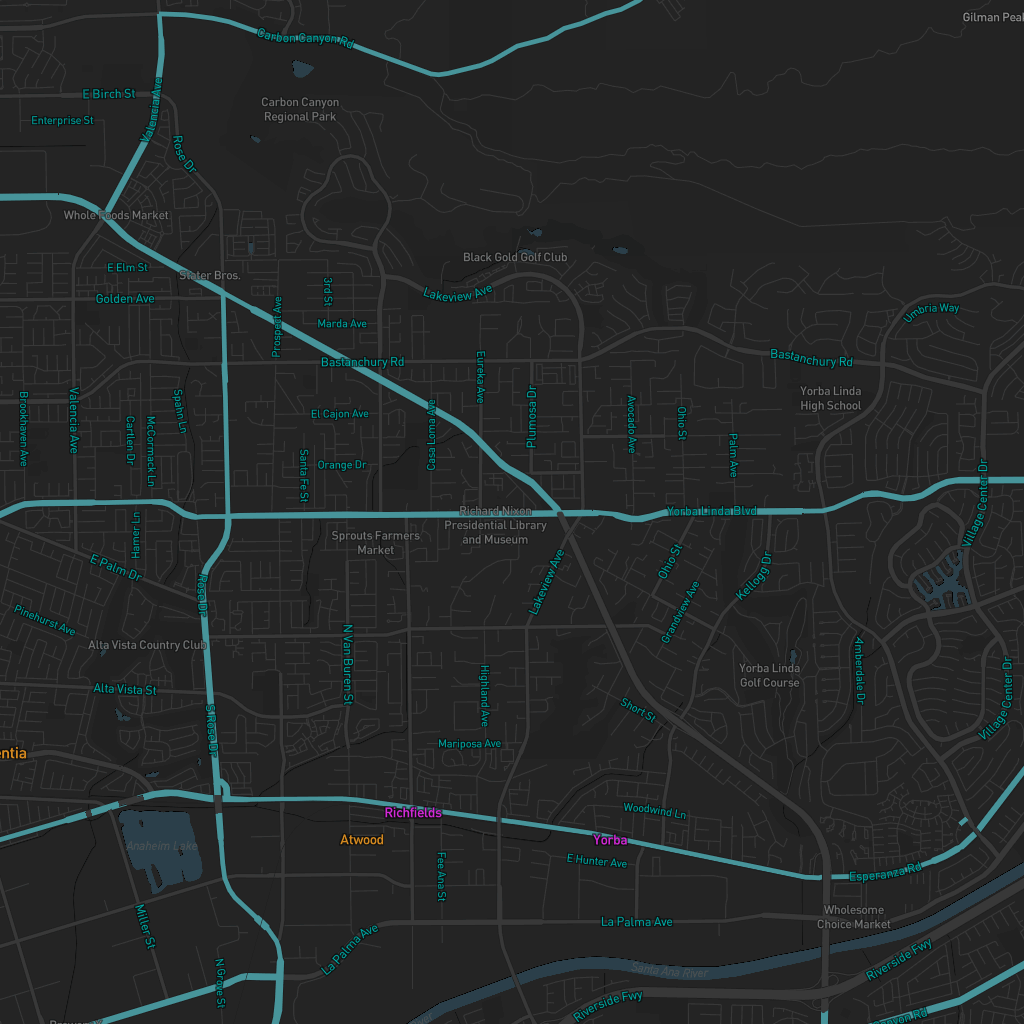 Gilman Peak
Carbon Canyon Rd
E Birch St
Valencia Ave
Carbon Canyon
Regional Park
Enterprise St
Rose Dr
Whole Foods Market
Black Gold Golf Club
E Elm St
Stater Bros.
3rd St
Lakeview Ave
Golden Ave
Prospect Ave
Marda Ave
Umbria Way
Bastanchury Rd
Bastanchury Rd
Eureka Ave
Yorba Linda
High School
Brookhaven Ave
Valencia Ave
Spahn Ln
Cartlen Dr
McCormack Ln
El Cajon Ave
Casa Loma Ave
Plumosa Dr
Avocado Ave
Ohio St
Palm Ave
Orange Dr
Santa Fe St
Village Center Dr
Richard Nixon
Presidential Library
and Museum
Yorba Linda Blvd
Hamer Ln
Sprouts Farmers
Market
E Palm Dr
Rose Dr
Lakeview Ave
Ohio St
Kellogg Dr
Grandview Ave
Pinehurst Ave
Alta Vista Country Club
N Van Buren St
Highland Ave
Yorba Linda
Golf Course
Amberdale Dr
Village Center Dr
Alta Vista St
S Rose Dr
Short St
Mariposa Ave
entia
Richfields
Woodwind Ln
Atwood
Yorba
Anaheim Lake
Fee Ana St
E Hunter Ave
Esperanza Rd
Miller St
La Palma Ave
La Palma Ave
Wholesome
Choice Market
N Grove St
Santa Ana River
Riverside Fwy
Riverside Fwy